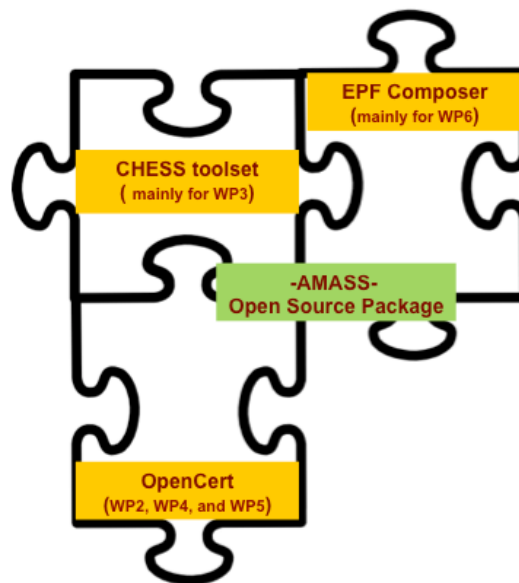 EPF Composer
(mainly for WP6)
CHESS toolset
( mainly for WP3)
-AMASS-
Open Source Package
OpenCert
(WP2, WP4, and WP5)